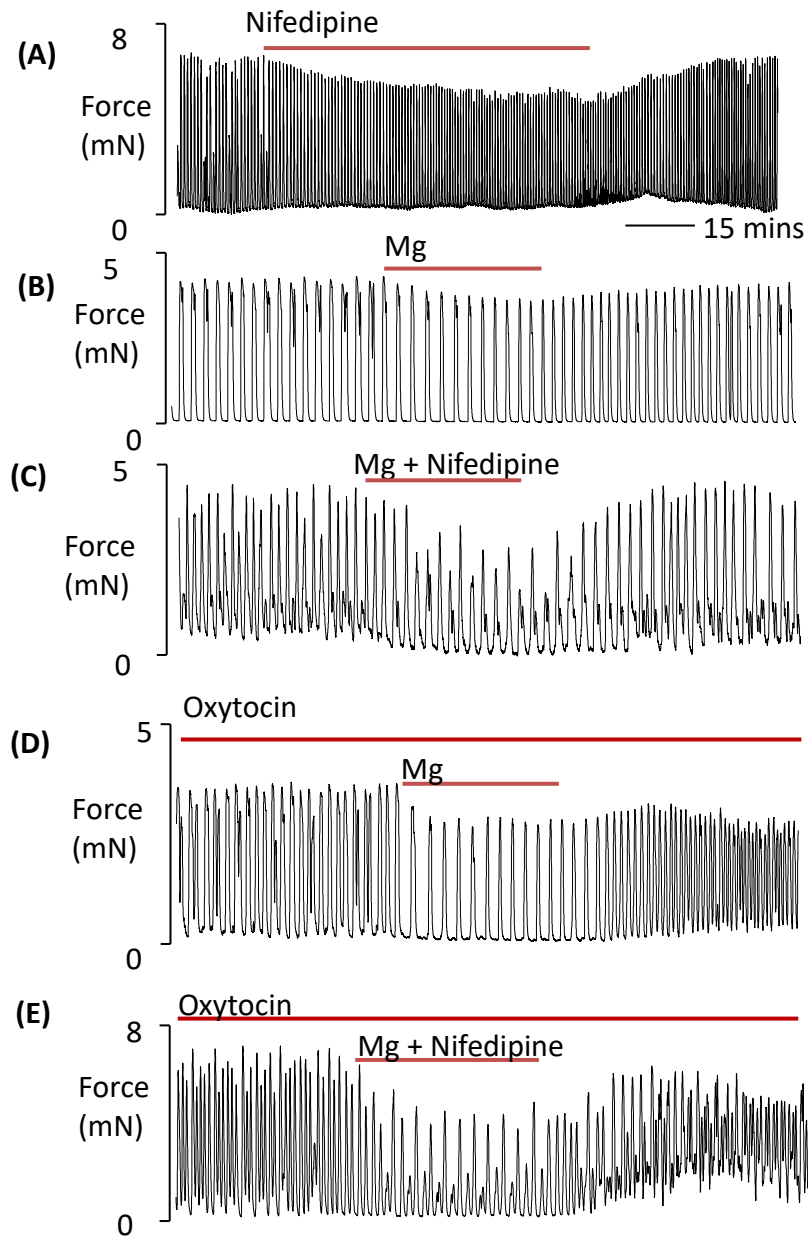 Nifedipine
8
(A)
Force
(mN)
0
15 mins
Mg
5
(B)
Force
(mN)
0
Mg + Nifedipine
5
(C)
Force
(mN)
0
Oxytocin
5
(D)
Mg
Force
(mN)
0
Oxytocin
(E)
8
Mg + Nifedipine
Force
(mN)
0